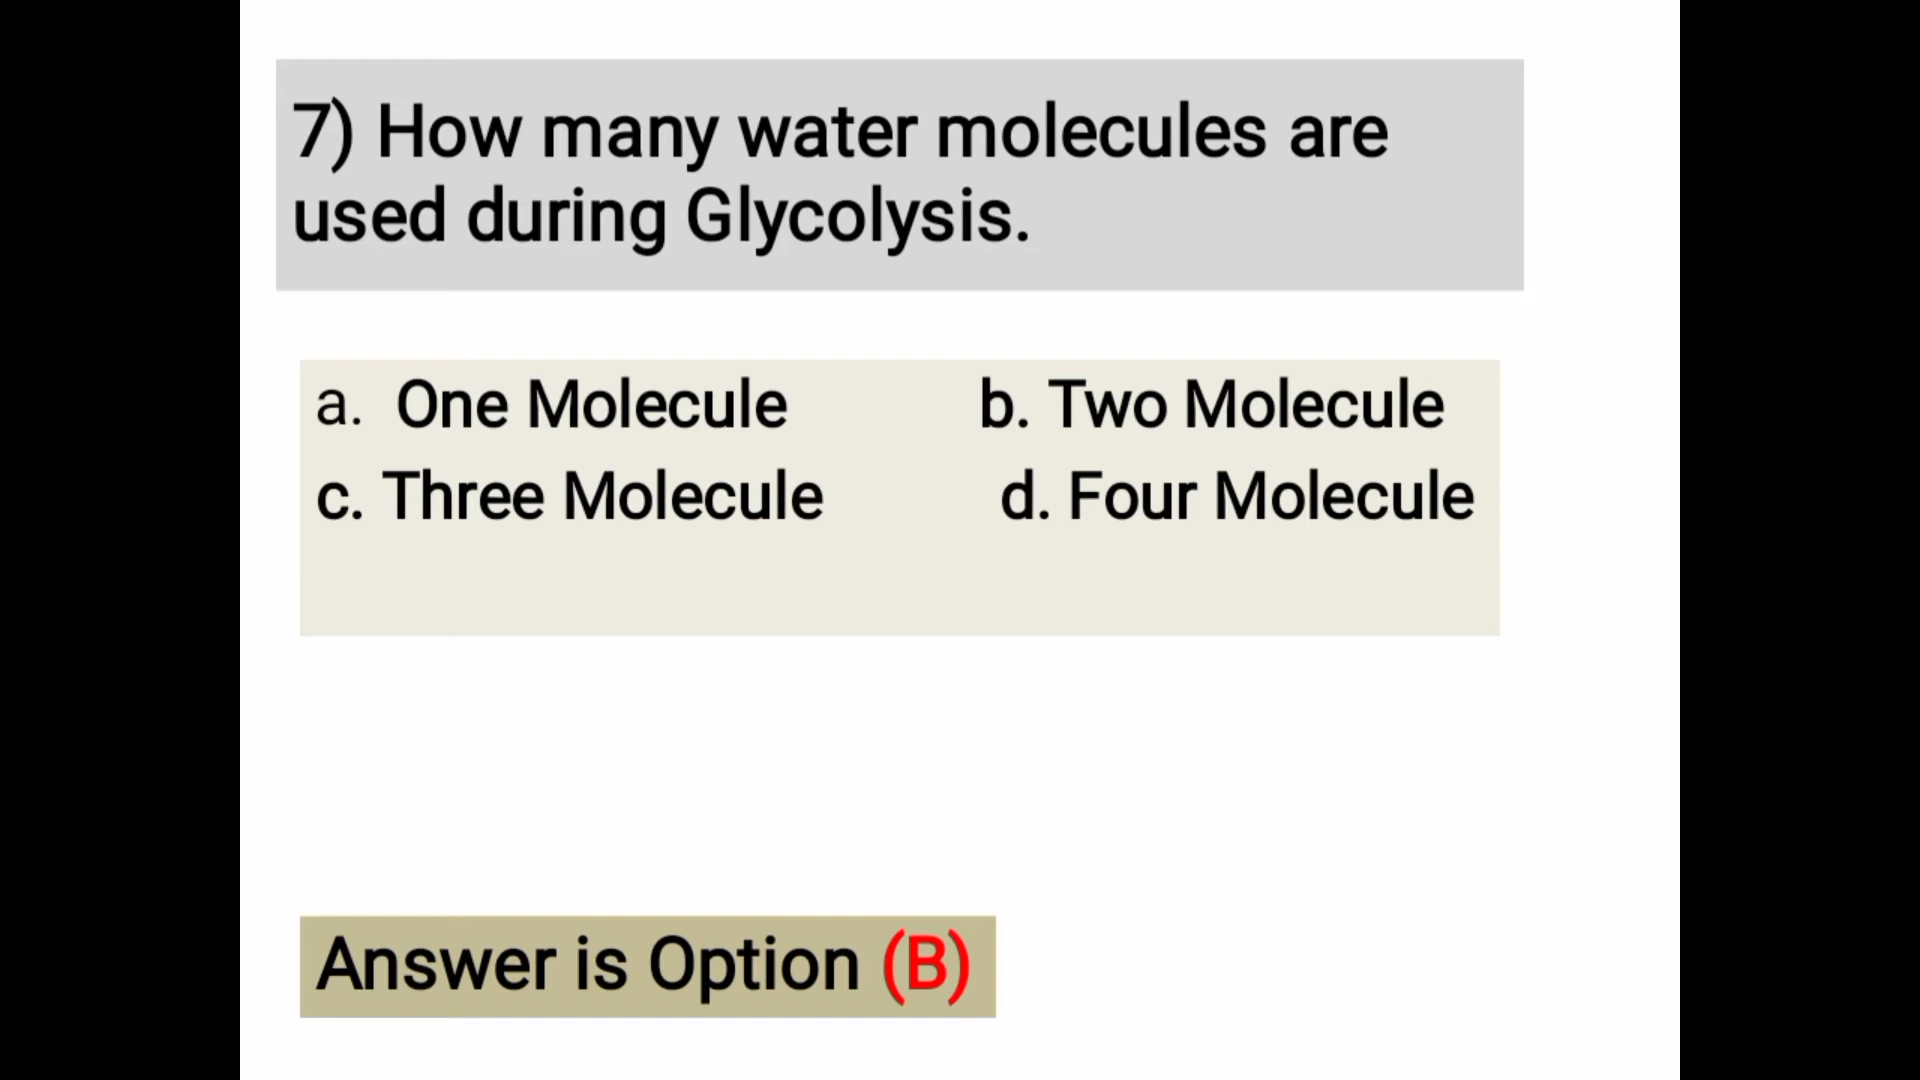 7) How many water molecules are
used during Glycolysis.
a. One Molecule b. Two Molecule
c. Three Molecule d. Four Molecule
Answer is Option (B)